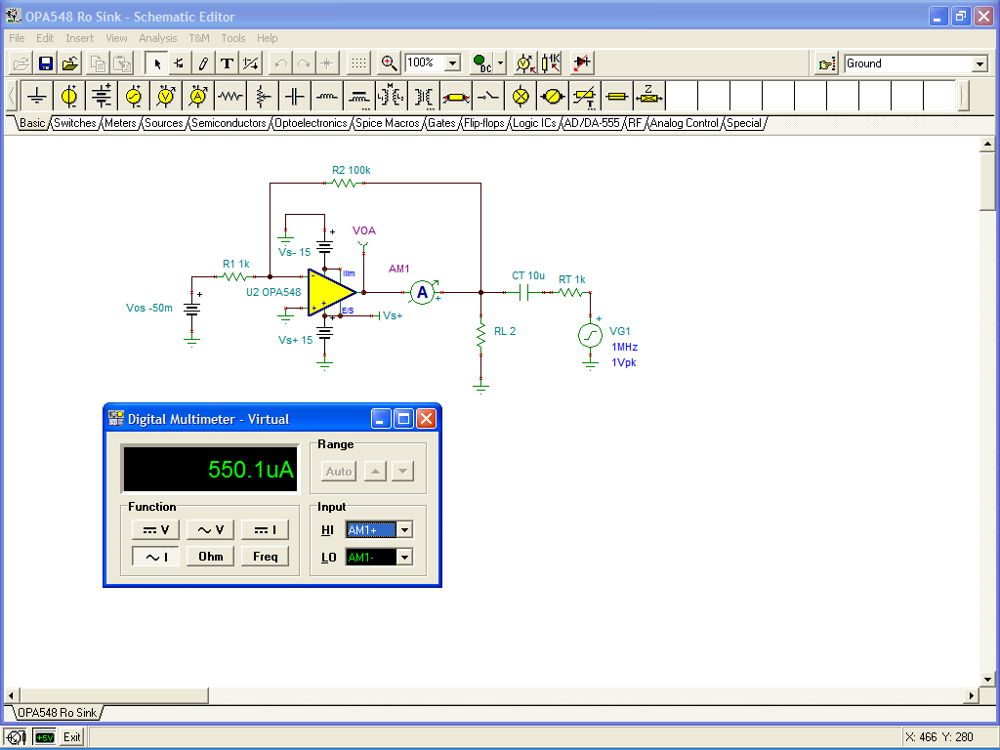 OPA548 Ro Sink - Schematic Editor
File Edit Insert View Analysis T&M Tools Help
T 100% DC V 1K Ground
V A M Z
Basic Switches Meters Sources Semiconductors Optoelectronics Spice Macros Gates Flip-flops Logic ICs AD/DA-555 RF Analog Control Special
R2 100k
Vs- 15
VOA
R1 1k
Ilim
AM1
CT 10u
RT 1k
U2 OPA548
A
Vos -50m
E/S
Vs+
Vs+ 15
RL 2
VG1
1MHz
1Vpk
Digital Multimeter - Virtual
550.1uA
Range
Auto
Function
V
V
I
I
Ohm
Freq
Input
HI AM1+
LO AM1-
OPA548 Ro Sink
+5V Exit X: 466 Y: 280